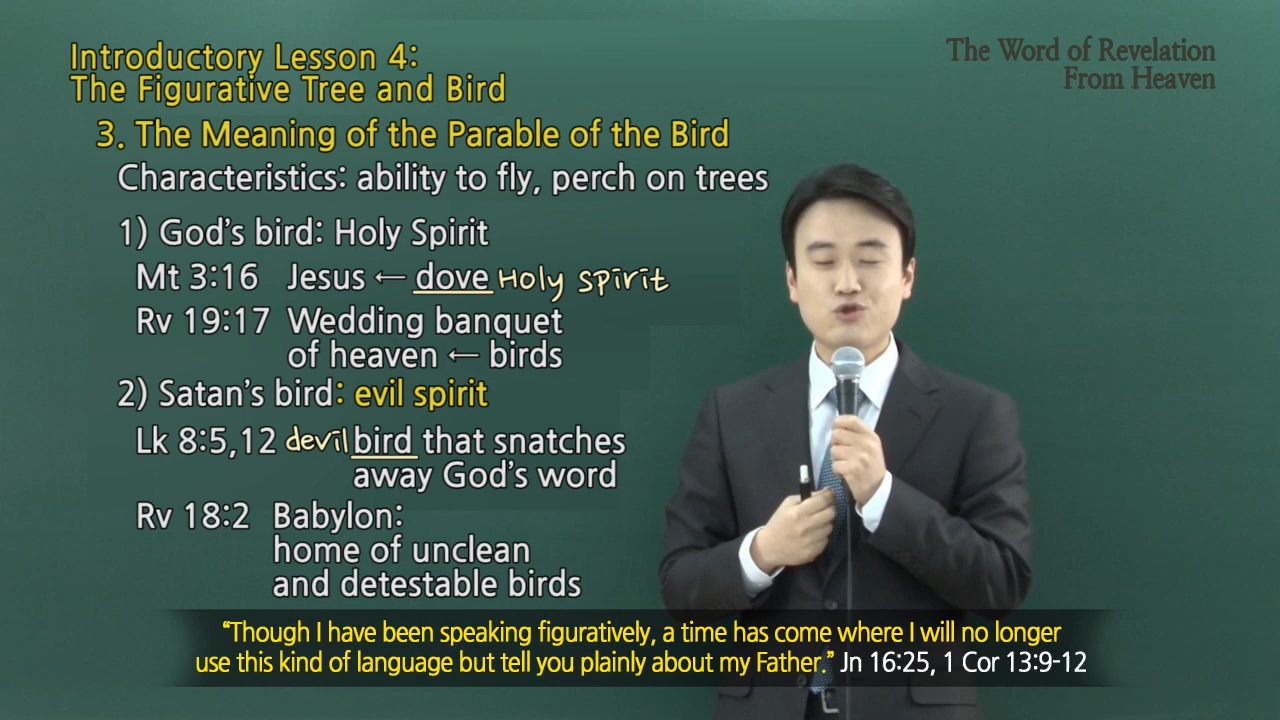 Introductory Lesson 4:
The Figurative Tree and Bird
The Word of Revelation
From Heaven
3. The Meaning of the Parable of the Bird
Characteristics: ability to fly, perch on trees
1) God's bird: Holy Spirit
Mt 3:16 Jesus ← dove Holy spirit
Rv 19:17 Wedding banquet
of heaven ← birds
2) Satan's bird: evil spirit
Lk 8:5,12 devil bird that snatches
away God's word
Rv 18:2 Babylon:
home of unclean
and detestable birds
“Though I have been speaking figuratively, a time has come where I will no longer
use this kind of language but tell you plainly about my Father.” Jn 16:25, 1 Cor 13:9-12